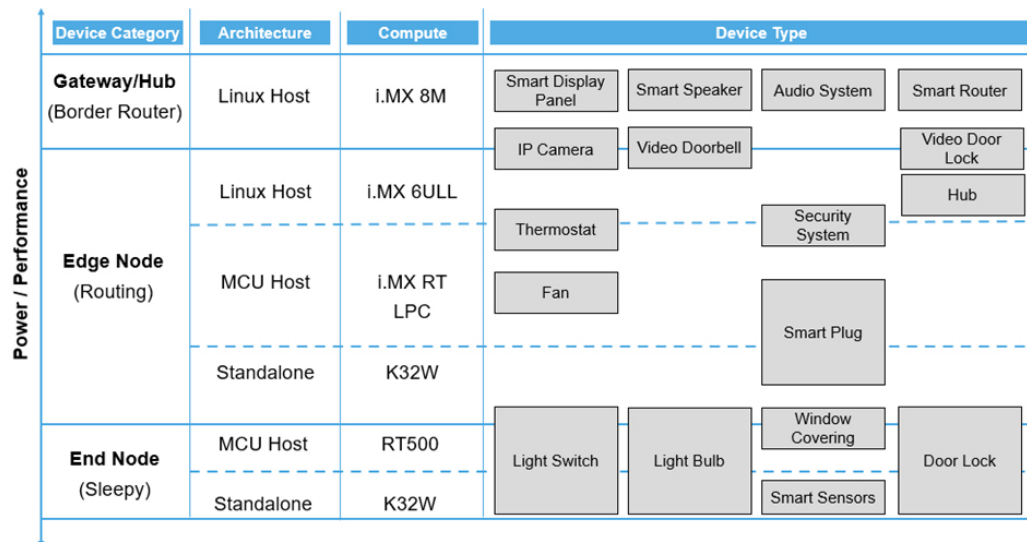 Device Category
Architecture
Compute
Device Type
Power / Performance
Gateway/Hub
(Border Router)
Linux Host
i.MX 8M
Smart Display
Panel
Smart Speaker
Audio System
Smart Router
IP Camera
Video Doorbell
Video Door
Lock
Edge Node
(Routing)
Linux Host
i.MX 6ULL
Hub
Thermostat
Security
System
MCU Host
i.MX RT
LPC
Fan
Smart Plug
Standalone
K32W
End Node
(Sleepy)
MCU Host
RT500
Light Switch
Light Bulb
Window
Covering
Door Lock
Standalone
K32W
Smart Sensors